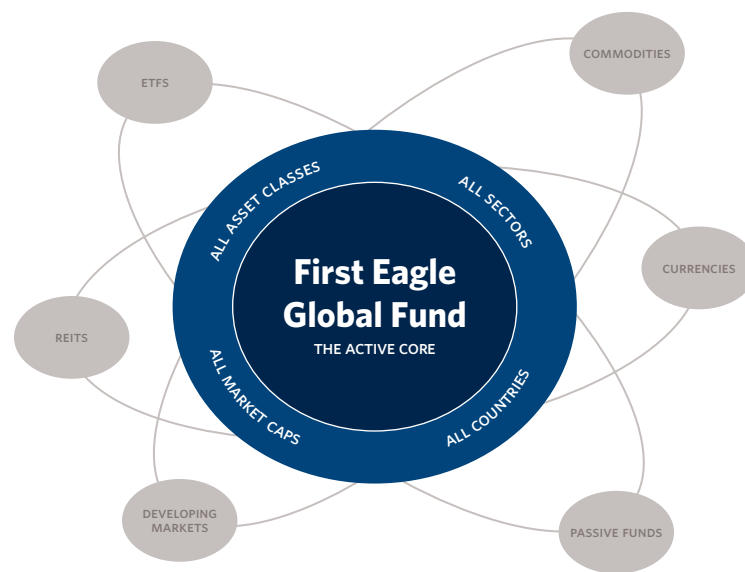 COMMODITIES
ETFS
ALL ASSET CLASSES
ALL SECTORS
First Eagle
Global Fund
THE ACTIVE CORE
CURRENCIES
REITS
ALL MARKET CAPS
ALL COUNTRIES
DEVELOPING
MARKETS
PASSIVE FUNDS